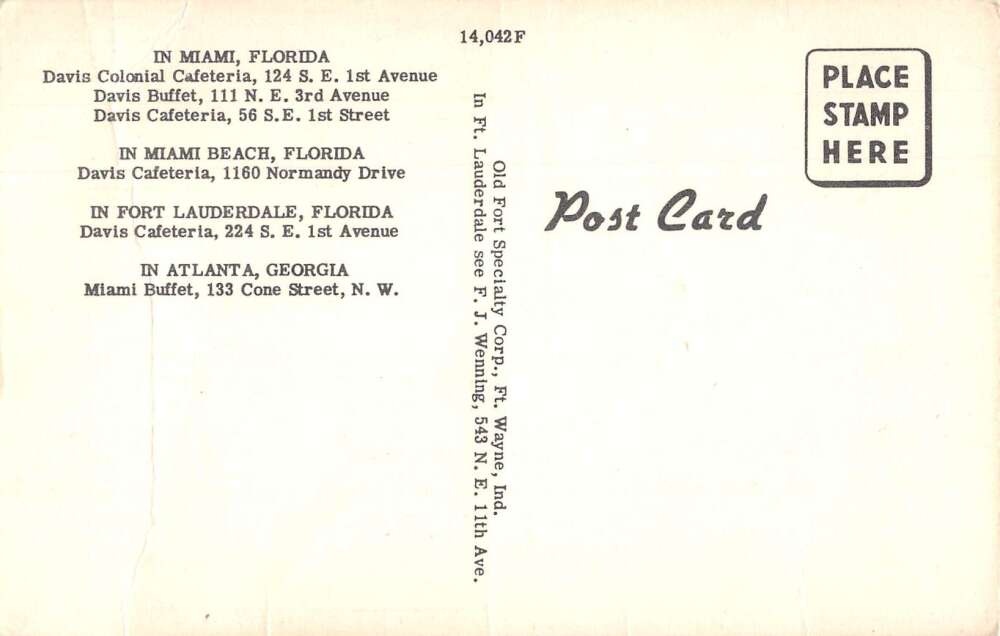 14,042F
IN MIAMI, FLORIDA
Davis Colonial Cafeteria, 124 S. E. 1st Avenue
Davis Buffet, 111 N. E. 3rd Avenue
Davis Cafeteria, 56 S.E. 1st Street
IN MIAMI BEACH, FLORIDA
Davis Cafeteria, 1160 Normandy Drive
IN FORT LAUDERDALE, FLORIDA
Davis Cafeteria, 224 S. E. 1st Avenue
IN ATLANTA, GEORGIA
Miami Buffet, 133 Cone Street, N. W.
Old Fort Specialty Corp., Ft. Wayne, Ind.
In Ft. Lauderdale see F. J. Wenning, 543 N. E. 11th Ave.
Post Card
PLACE
STAMP
HERE